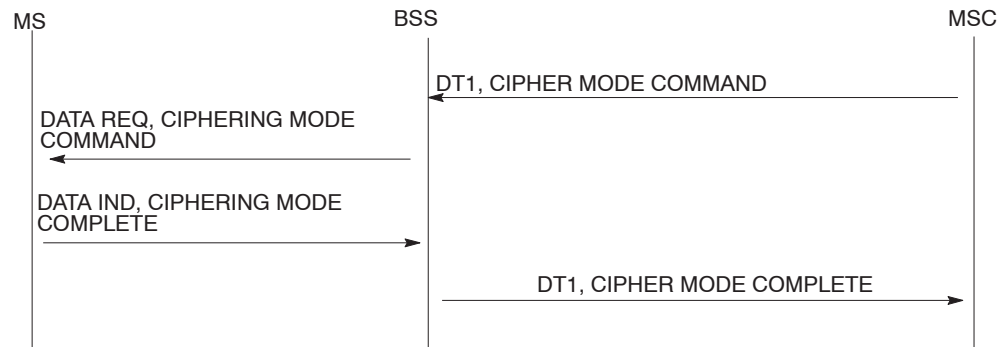 MS
BSS
MSC
DT1, CIPHER MODE COMMAND
DATA REQ, CIPHERING MODE
COMMAND
DATA IND, CIPHERING MODE
COMPLETE
DT1, CIPHER MODE COMPLETE